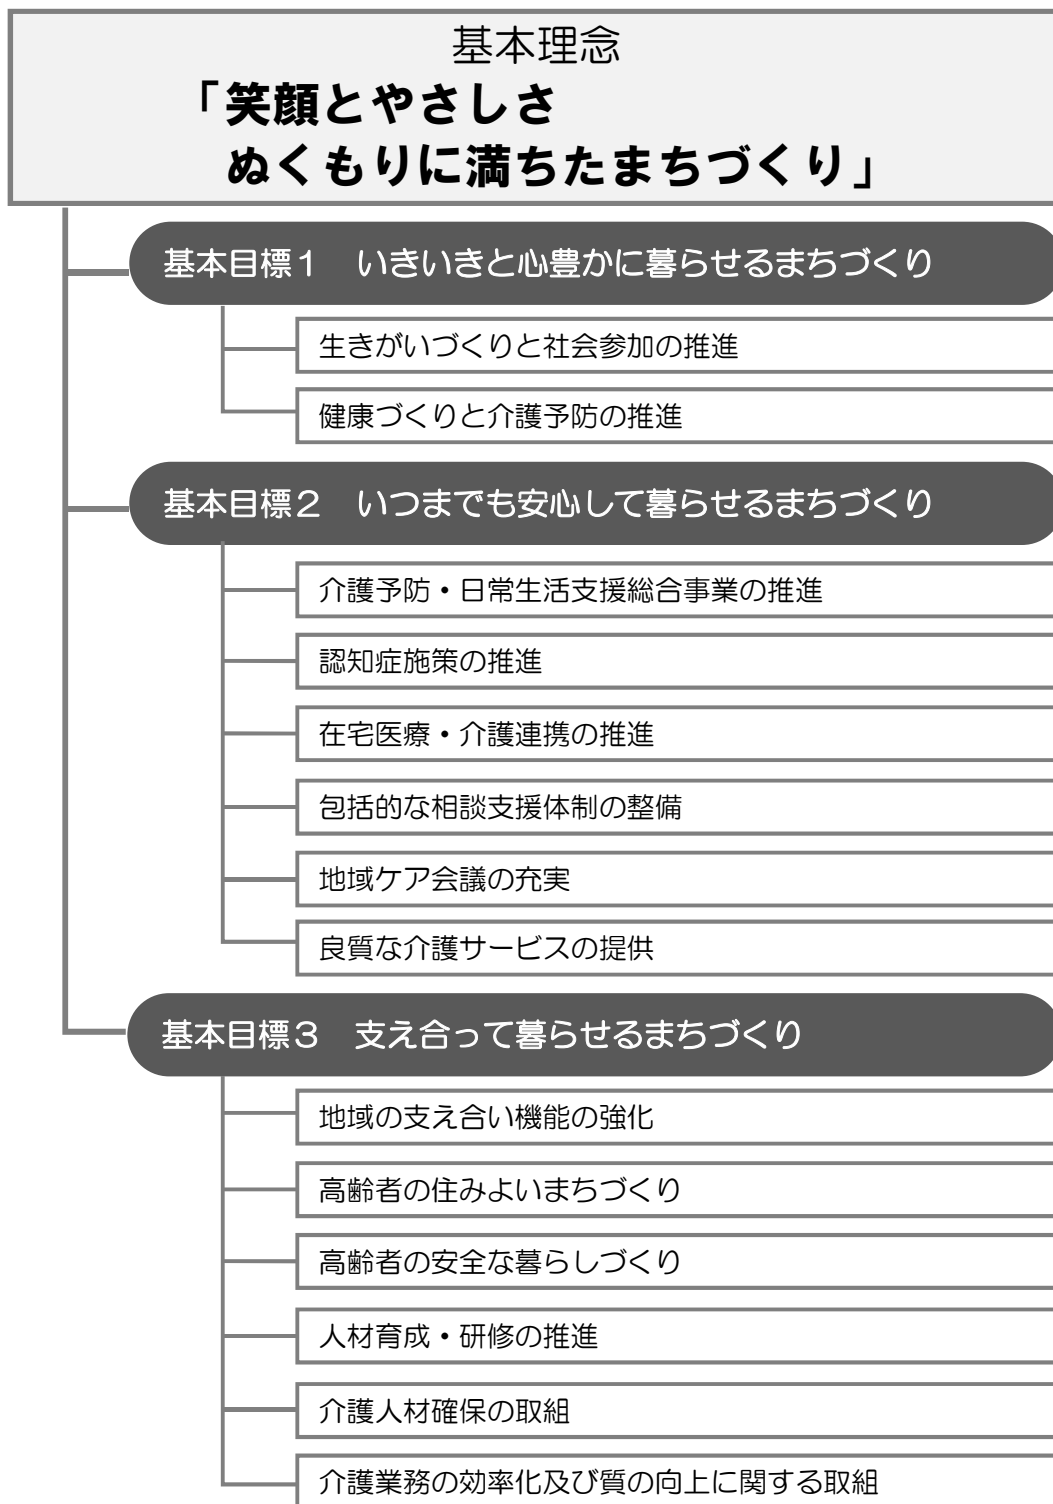 基本理念
「笑顔とやさしさ
ぬくもりに満ちたまちづくり」
基本目標1　いきいきと心豊かに暮らせるまちづくり
生きがいづくりと社会参加の推進
健康づくりと介護予防の推進
基本目標2　いつまでも安心して暮らせるまちづくり
介護予防・日常生活支援総合事業の推進
認知症施策の推進
在宅医療・介護連携の推進
包括的な相談支援体制の整備
地域ケア会議の充実
良質な介護サービスの提供
基本目標3　支え合って暮らせるまちづくり
地域の支え合い機能の強化
高齢者の住みよいまちづくり
高齢者の安全な暮らしづくり
人材育成・研修の推進
介護人材確保の取組
介護業務の効率化及び質の向上に関する取組